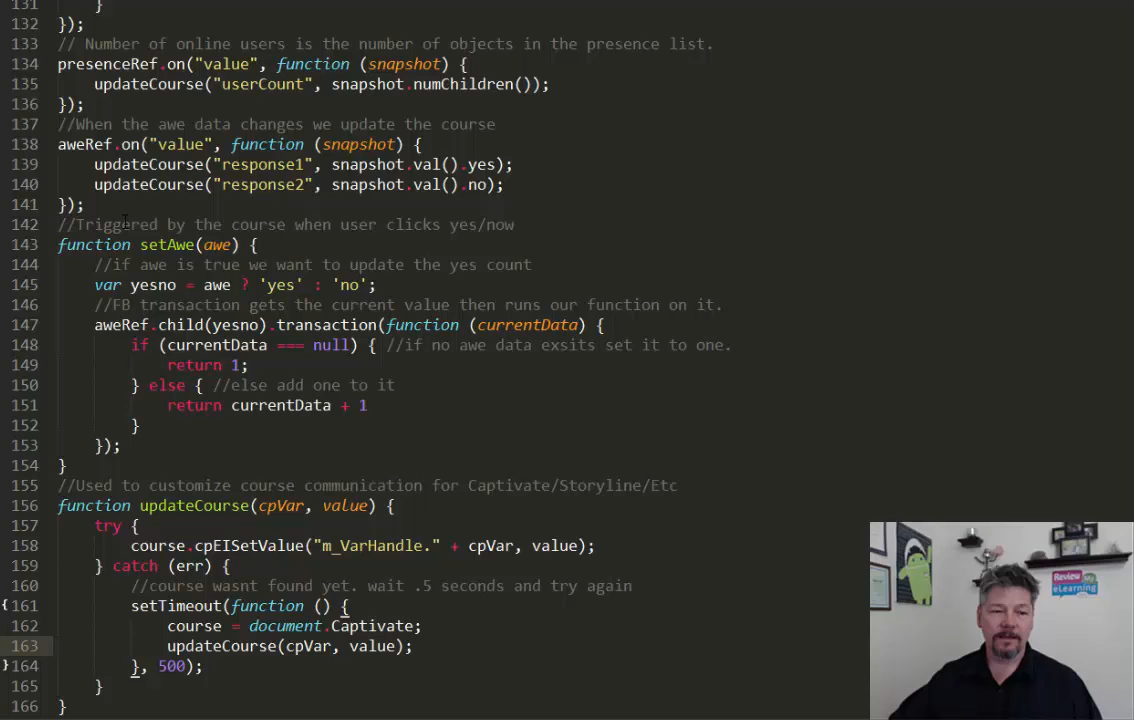 131 }
132 });
133 // Number of online users is the number of objects in the presence list.
134 presenceRef.on("value", function (snapshot) {
135 updateCourse("userCount", snapshot.numChildren());
136 });
137 //When the awe data changes we update the course
138 aweRef.on("value", function (snapshot) {
139 updateCourse("response1", snapshot.val().yes);
140 updateCourse("response2", snapshot.val().no);
141 });
142 //Triggered by the course when user clicks yes/now
143 function setAwe(awe) {
144 //if awe is true we want to update the yes count
145 var yesno = awe ? 'yes' : 'no';
146 //FB transaction gets the current value then runs our function on it.
147 aweRef.child(yesno).transaction(function (currentData) {
148 if (currentData === null) { //if no awe data exsits set it to one.
149 return 1;
150 } else { //else add one to it
151 return currentData + 1
152 }
153 });
154 }
155 //Used to customize course communication for Captivate/Storyline/Etc
156 function updateCourse(cpVar, value) {
157 try {
158 course.cpEISetValue("m_VarHandle." + cpVar, value);
159 } catch (err) {
160 //course wasnt found yet. wait .5 seconds and try again
{161 setTimeout(function () {
162 course = document.Captivate;
163 updateCourse(cpVar, value);
}164 }, 500);
165 }
166 }
Review
eLearning